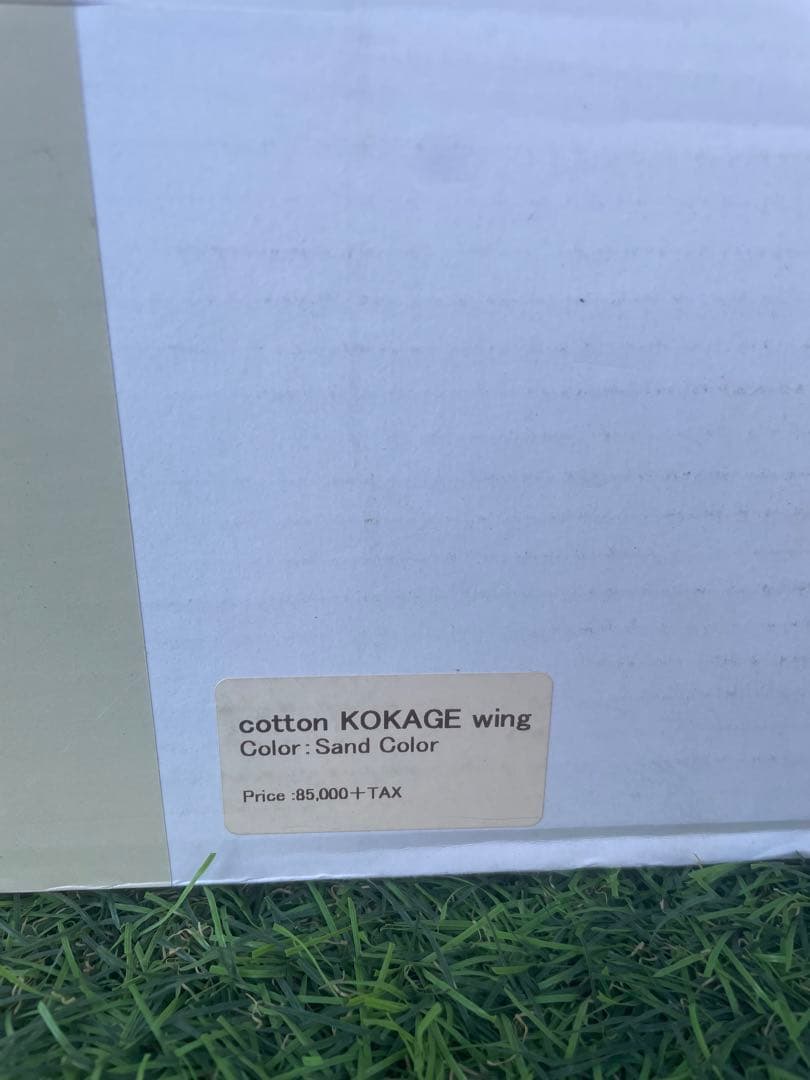 cotton KOKAGE wing
Color:Sand Color
Price :85,000+TAX